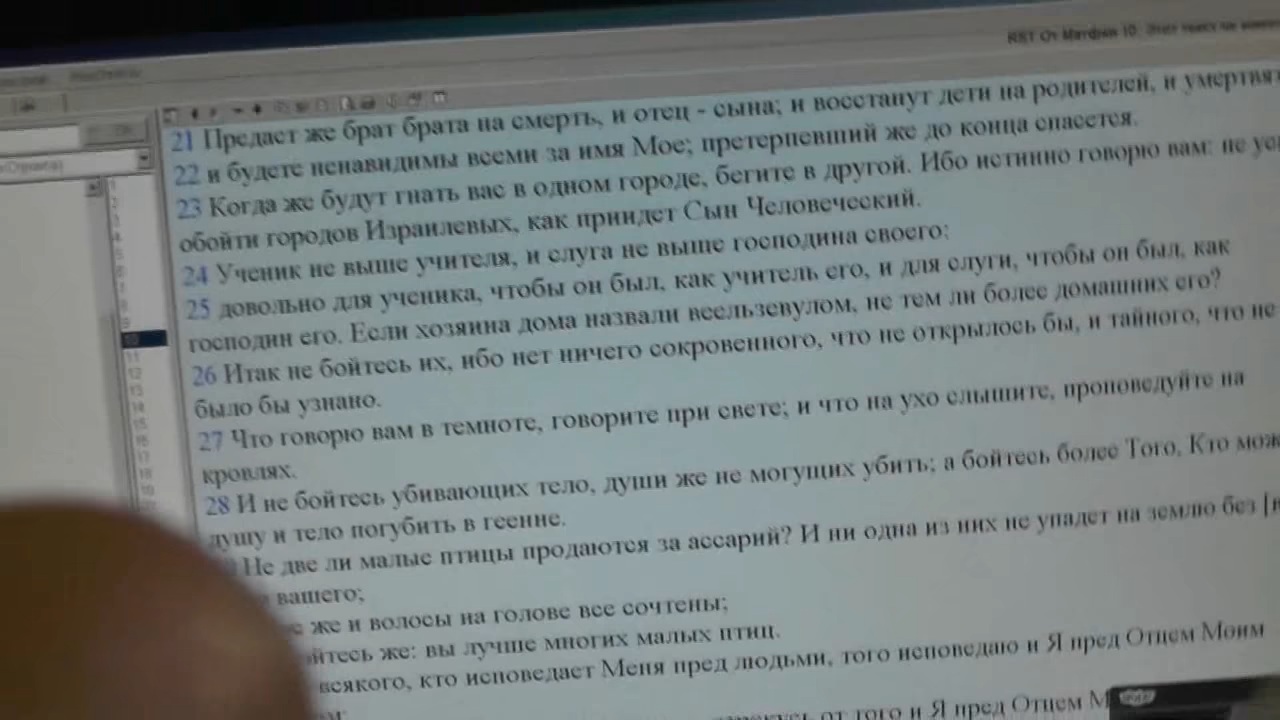 RST От Матфея 10:
21 Предаст же брат брата на смерть, и отец - сына; и восстанут дети на родителей, и умертвят
22 и будете ненавидимы всеми за имя Мое; претерпевший же до конца спасется.
23 Когда же будут гнать вас в одном городе, бегите в другой. Ибо истинно говорю вам: не
обойти городов Израилевых, как приидет Сын Человеческий.
24 Ученик не выше учителя, и слуга не выше господина своего:
25 довольно для ученика, чтобы он был, как учитель его, и для слуги, чтобы он был, как
господин его. Если хозяина дома назвали веельзевулом, не тем ли более домашних его?
26 Итак не бойтесь их, ибо нет ничего сокровенного, что не открылось бы, и тайного, что не
было бы узнано.
27 Что говорю вам в темноте, говорите при свете; и что на ухо слышите, проповедуйте на
кровлях.
28 И не бойтесь убивающих тело, души же не могущих убить; а бойтесь более Того, Кто мож
душу и тело погубить в геенне.
Не две ли малые птицы продаются за ассарий? И ни одна из них не упадет на землю без
вашего;
же и волосы на голове все сочтены;
йтесь же: вы лучше многих малых птиц.
всякого, кто исповедает Меня пред людьми, того исповедаю и Я пред Отцем Моим
от того и Я пред Отцем М